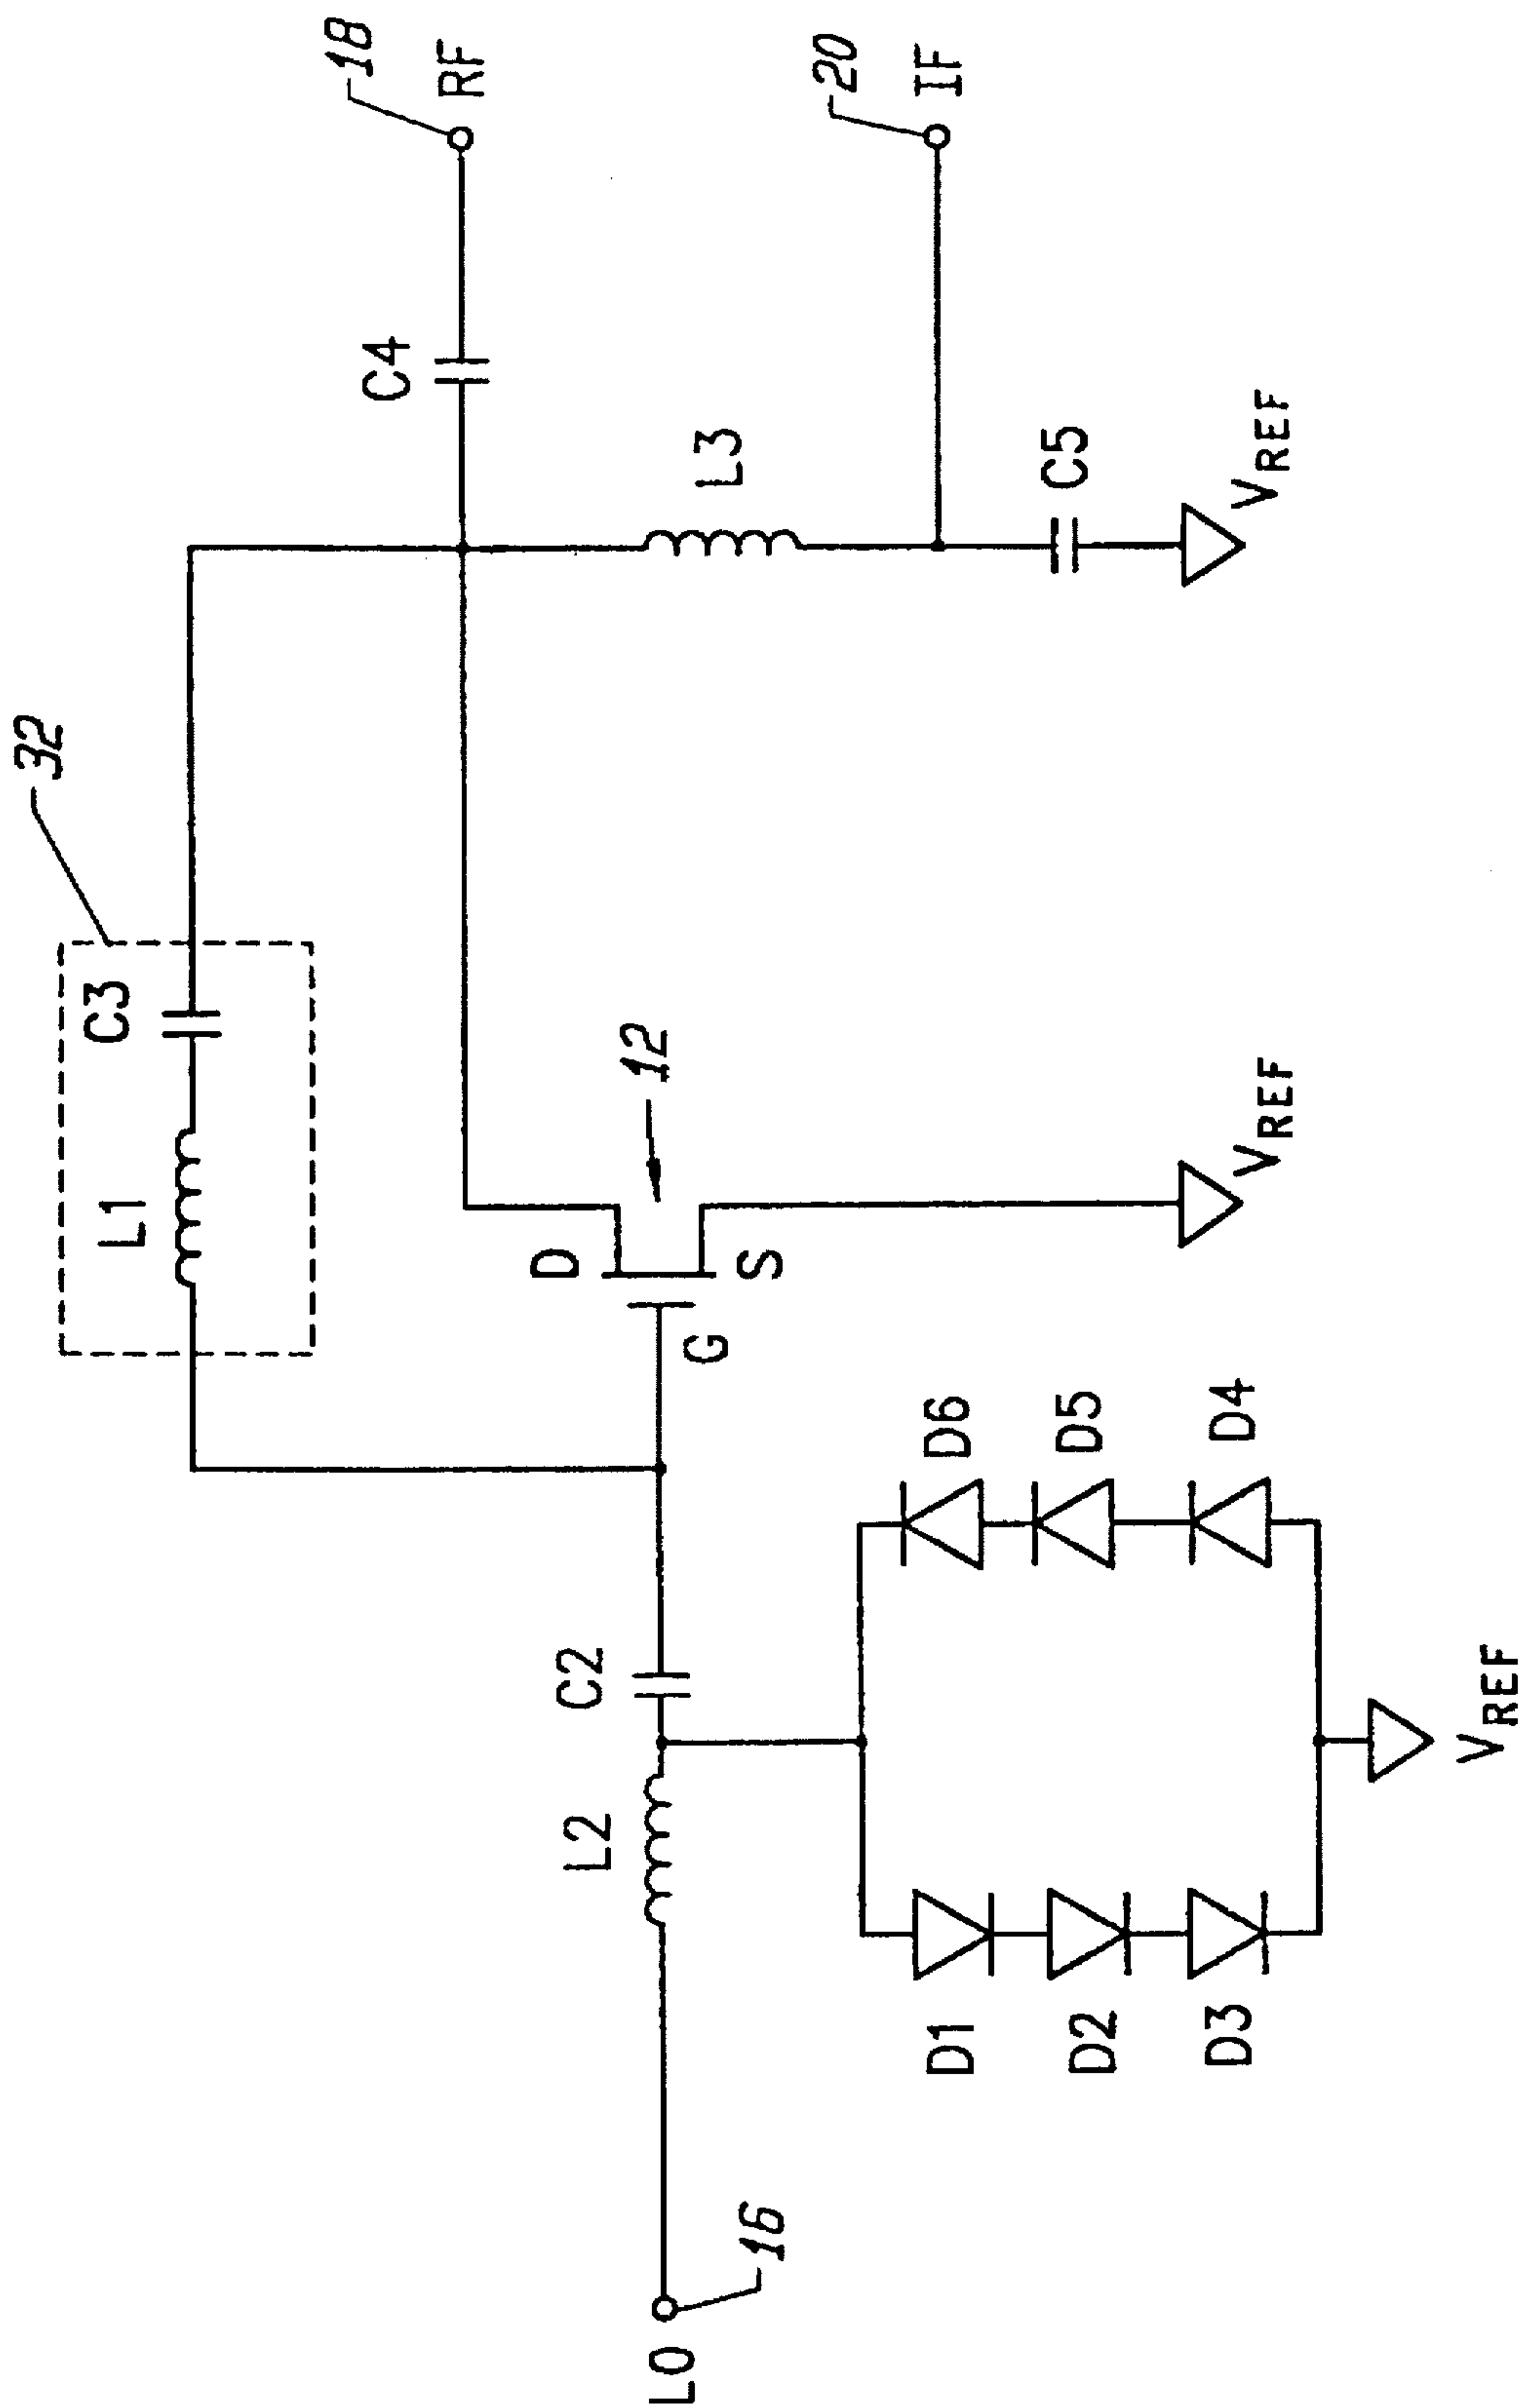 32
18
RF
L1
C3
C4
12
D
G
S
L3
20
IF
C5
VREF
VREF
L2
C2
LO
16
D1
D2
D3
D6
D5
D4
VREF